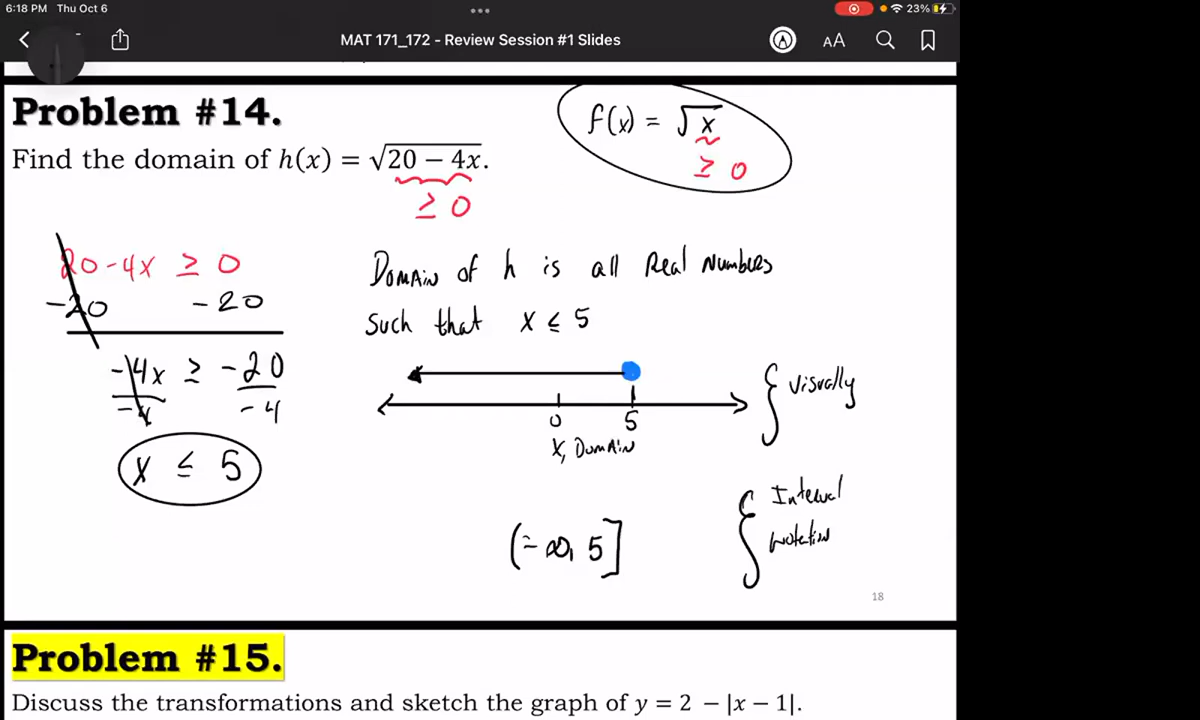 6:18 PM Thu Oct 6
23%
MAT 171_172 - Review Session #1 Slides
AA
Problem #14.
f(x) = √x
≥ 0
Find the domain of h(x) = √20 − 4x.
≥ 0
20 - 4x ≥ 0
-20 - 20
-4x ≥ -20
-4 -4
x ≤ 5
Domain of h is all Real Numbers
Such that x ≤ 5
0 5
x, Domain
Visually
(-∞, 5]
Interval
Notation
18
Problem #15.
Discuss the transformations and sketch the graph of y = 2 − |x − 1|.